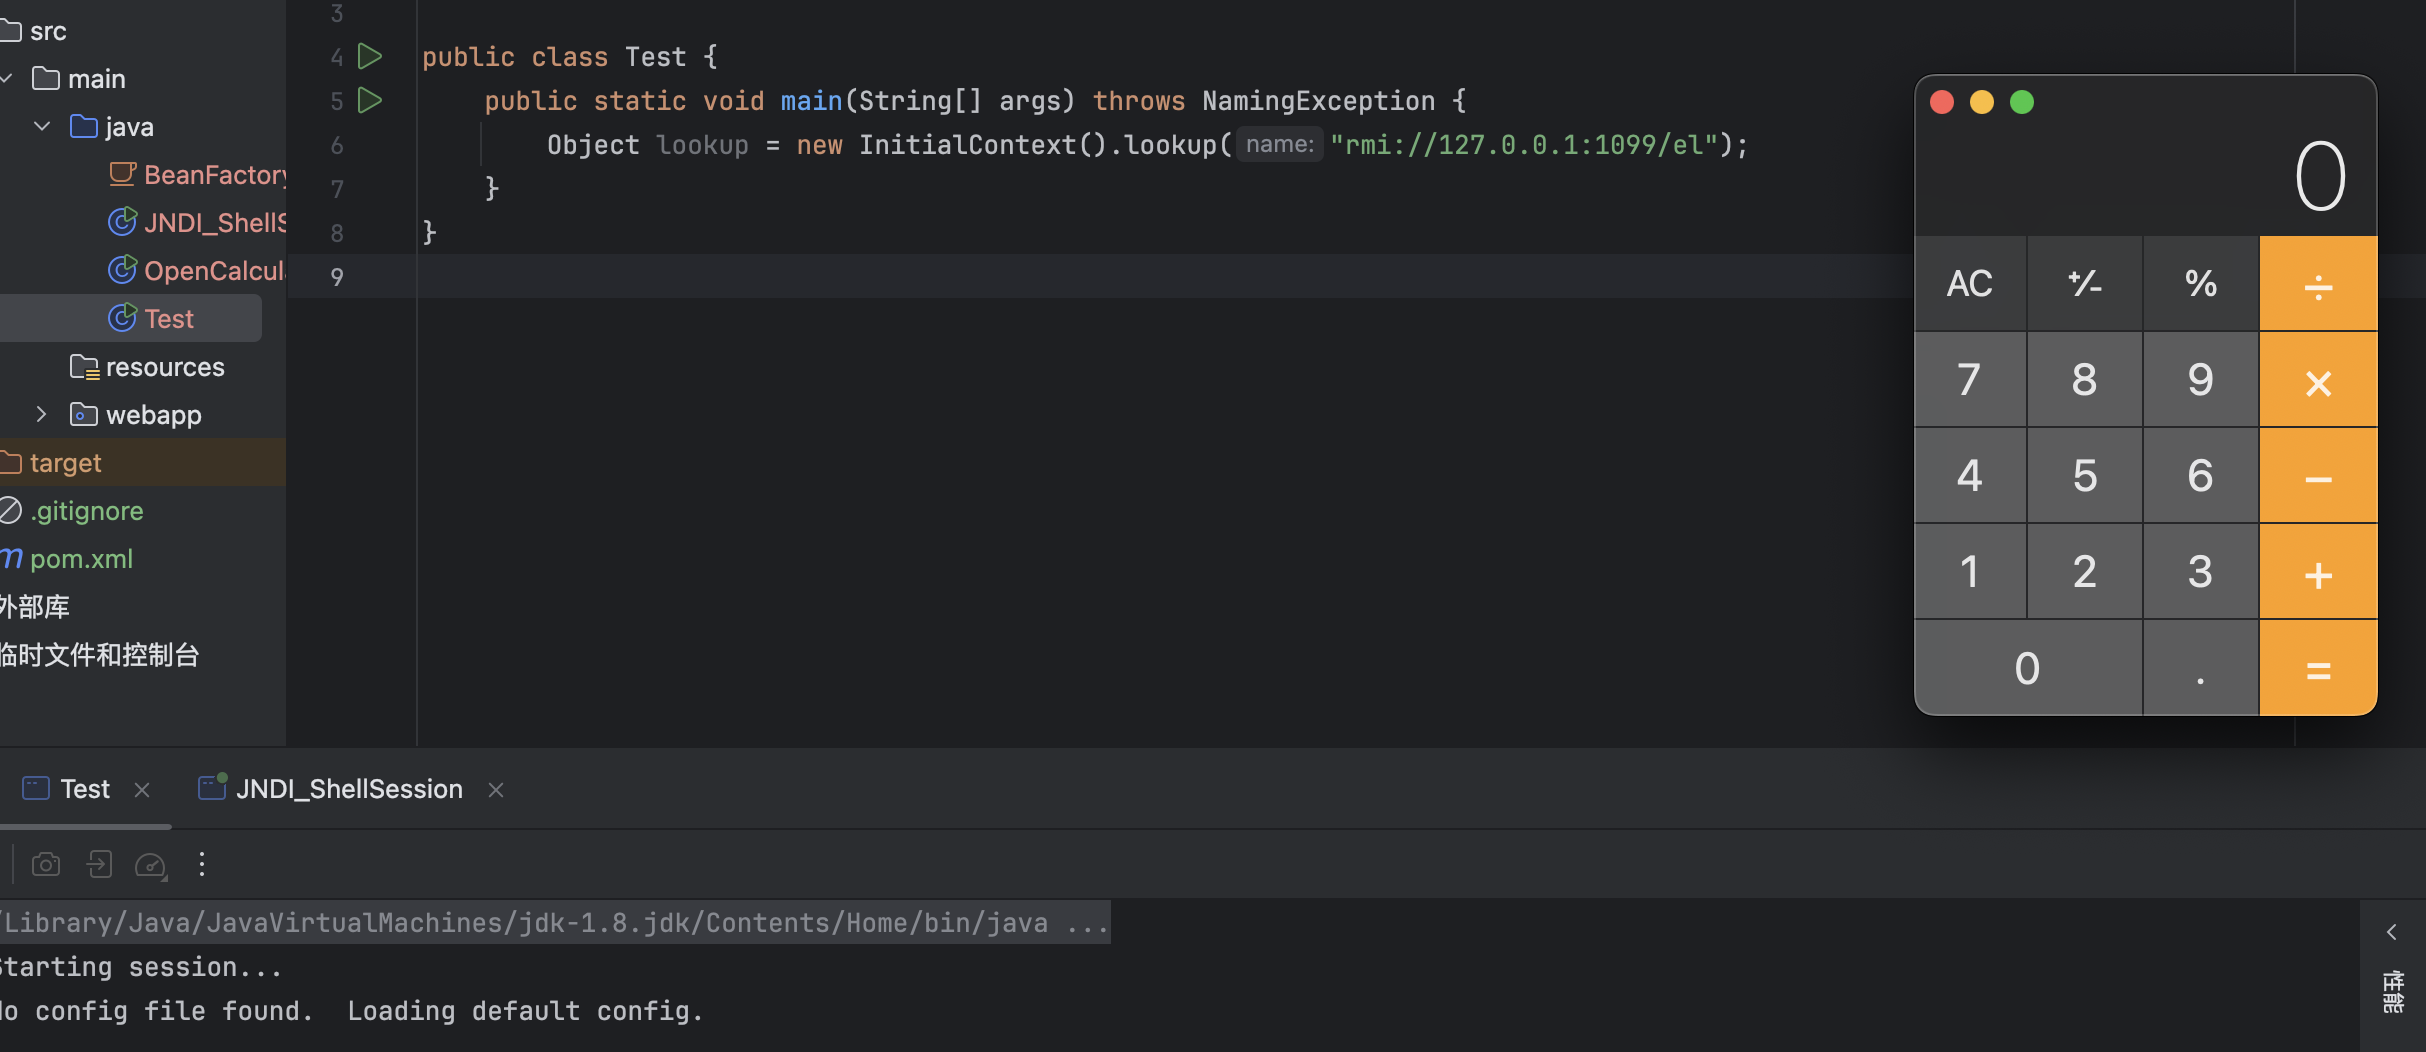 src
main
java
BeanFactory
JNDI_ShellS
OpenCalcul
Test
resources
webapp
target
.gitignore
pom.xml
外部库
临时文件和控制台
3
4 public class Test {
5 public static void main(String[] args) throws NamingException {
6 Object lookup = new InitialContext().lookup( name: "rmi://127.0.0.1:1099/el");
7 }
8 }
9
0
AC +/- % ÷
7 8 9 ×
4 5 6 −
1 2 3 +
0 . =
Test JNDI_ShellSession
/Library/Java/JavaVirtualMachines/jdk-1.8.jdk/Contents/Home/bin/java ...
Starting session...
No config file found.  Loading default config.
性能